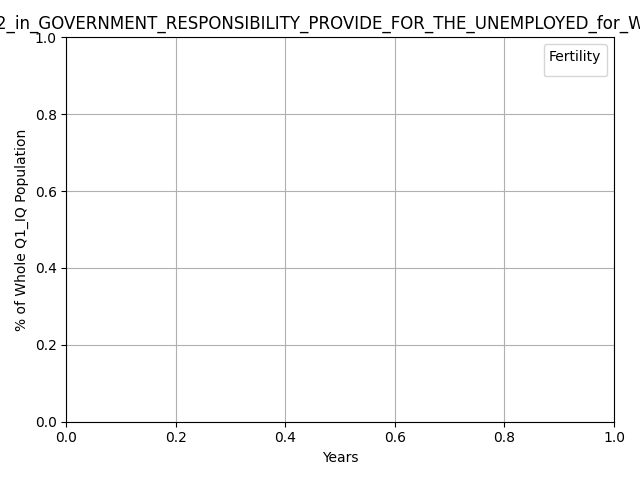 2_in_GOVERNMENT_RESPONSIBILITY_PROVIDE_FOR_THE_UNEMPLOYED_for_W
Fertility
1.0
0.8
0.6
0.4
0.2
0.0
% of Whole Q1_IQ Population
0.0 0.2 0.4 0.6 0.8 1.0
Years